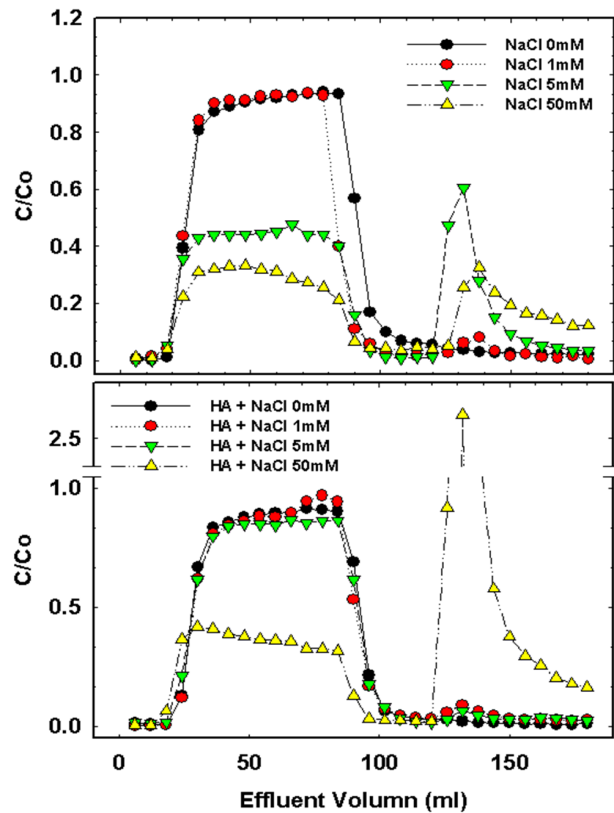 1.2
1.0
0.8
0.6
0.4
0.2
0.0
C/Co
NaCl 0mM
NaCl 1mM
NaCl 5mM
NaCl 50mM
2.5
1.0
0.5
0.0
C/Co
HA + NaCl 0mM
HA + NaCl 1mM
HA + NaCl 5mM
HA + NaCl 50mM
0 50 100 150
Effluent Volumn (ml)